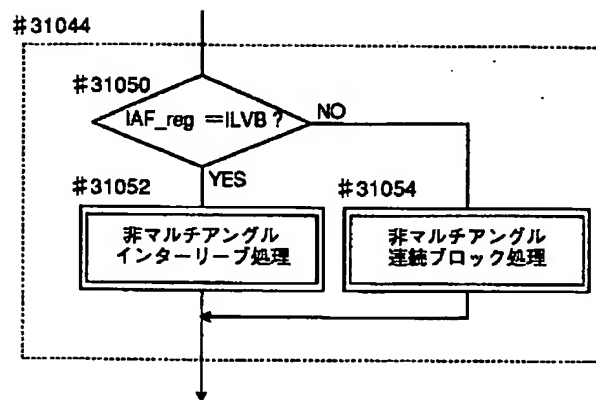 #31044
#31050
IAF_reg ＝ILVB ?
NO
YES
#31052
#31054
非マルチアングル
インターリーブ処理
非マルチアングル
連続ブロック処理